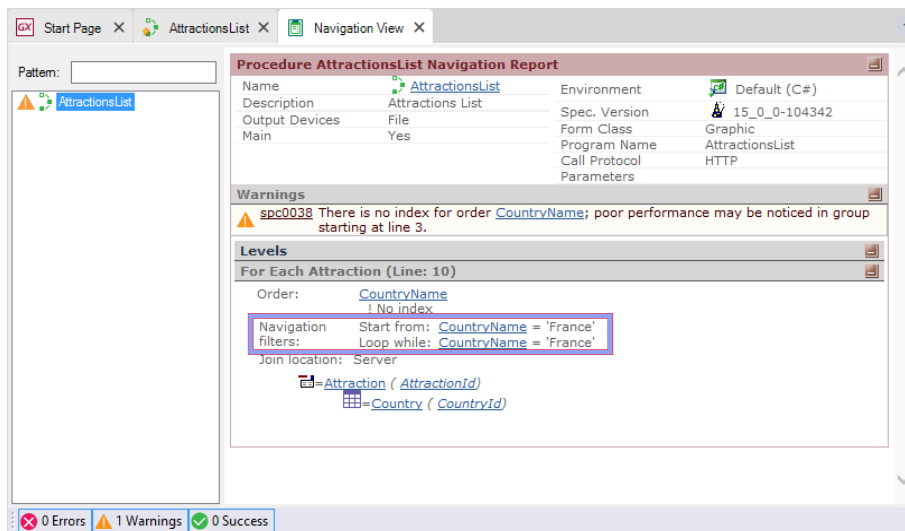 GX Start Page X AttractionsList X Navigation View X
Pattern:
AttractionsList
Procedure AttractionsList Navigation Report
Name AttractionsList
Description Attractions List
Output Devices File
Main Yes
Environment Default (C#)
Spec. Version 15_0_0-104342
Form Class Graphic
Program Name AttractionsList
Call Protocol HTTP
Parameters
Warnings
spc0038 There is no index for order CountryName; poor performance may be noticed in group
starting at line 3.
Levels
For Each Attraction (Line: 10)
Order: CountryName
! No index
Navigation Start from: CountryName = 'France'
filters: Loop while: CountryName = 'France'
Join location: Server
=Attraction ( AttractionId)
=Country ( CountryId)
0 Errors 1 Warnings 0 Success